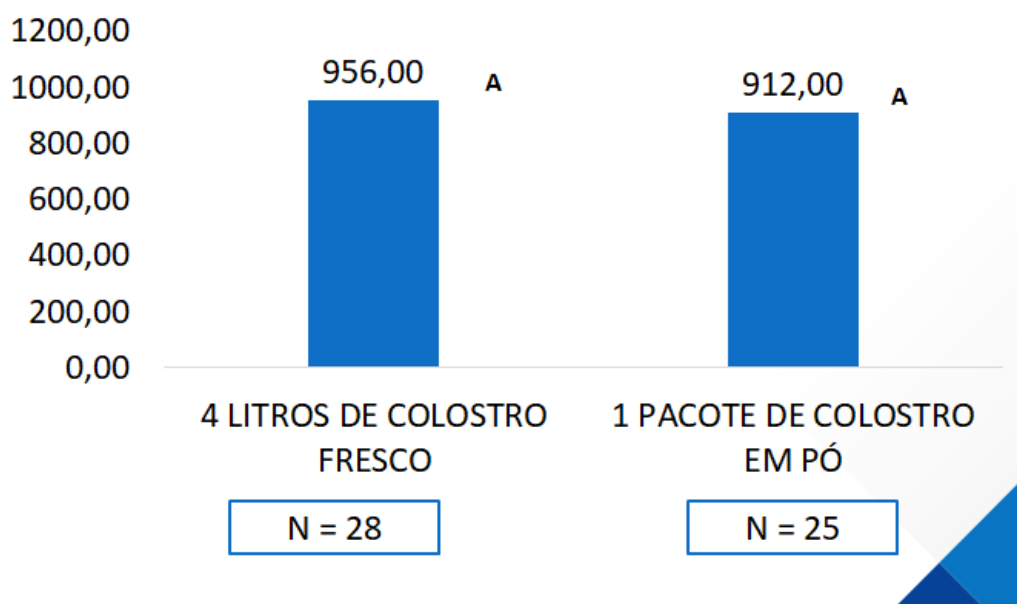 1200,00
1000,00
800,00
600,00
400,00
200,00
0,00
956,00
A
912,00
A
4 LITROS DE COLOSTRO
FRESCO
1 PACOTE DE COLOSTRO
EM PÓ
N = 28
N = 25